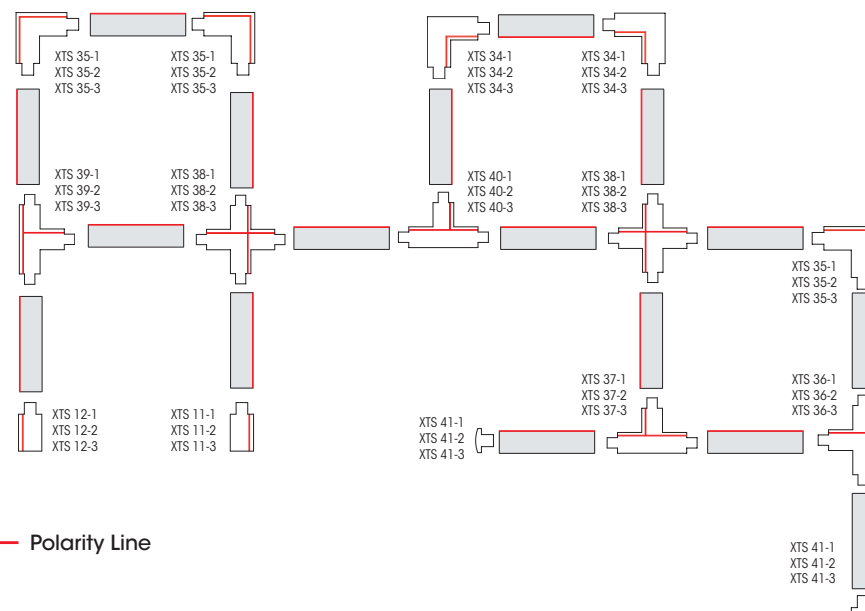 XTS 35-1
XTS 35-2
XTS 35-3
XTS 35-1
XTS 35-2
XTS 35-3
XTS 34-1
XTS 34-2
XTS 34-3
XTS 34-1
XTS 34-2
XTS 34-3
XTS 39-1
XTS 39-2
XTS 39-3
XTS 38-1
XTS 38-2
XTS 38-3
XTS 40-1
XTS 40-2
XTS 40-3
XTS 38-1
XTS 38-2
XTS 38-3
XTS 35-1
XTS 35-2
XTS 35-3
XTS 12-1
XTS 12-2
XTS 12-3
XTS 11-1
XTS 11-2
XTS 11-3
XTS 41-1
XTS 41-2
XTS 41-3
XTS 37-1
XTS 37-2
XTS 37-3
XTS 36-1
XTS 36-2
XTS 36-3
Polarity Line
XTS 41-1
XTS 41-2
XTS 41-3